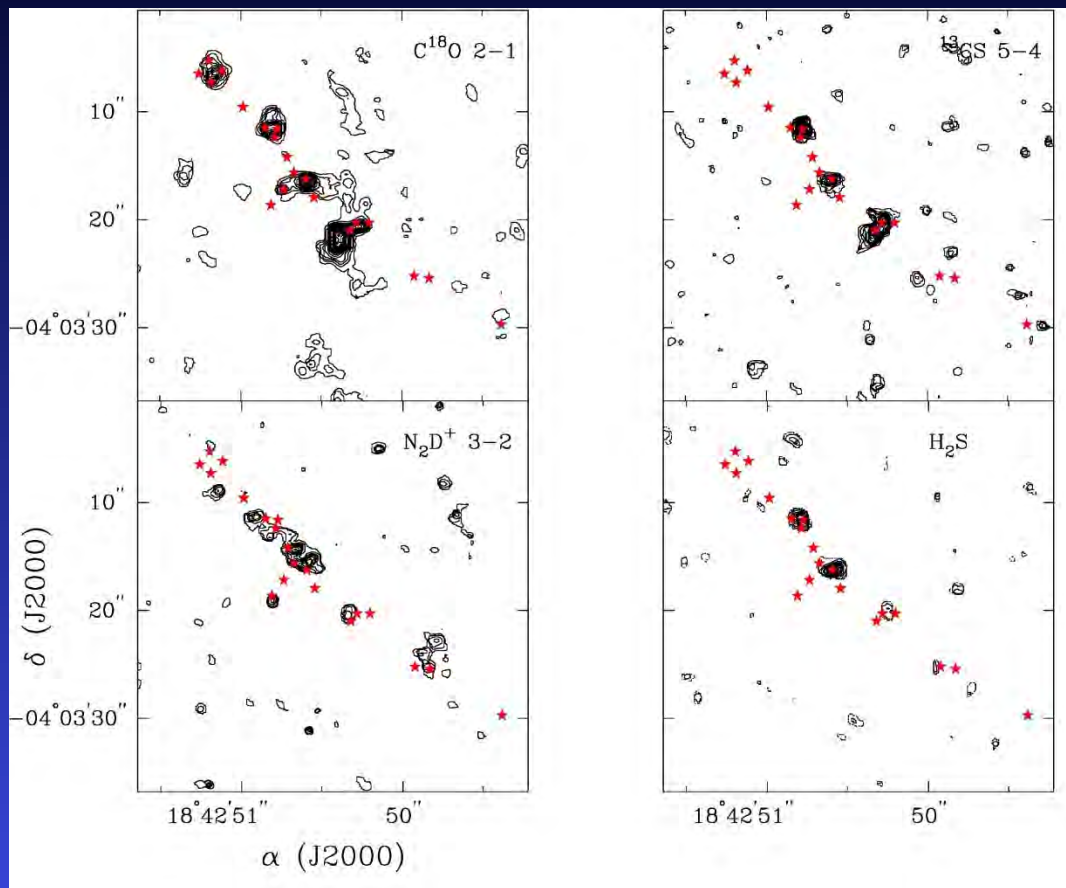 C¹⁸O 2-1
¹³CS 5-4
10"
20"
-04°03'30"
N₂D⁺ 3-2
H₂S
10"
20"
-04°03'30"
δ (J2000)
18ʰ42ᵐ51ˢ
50ˢ
18ʰ42ᵐ51ˢ
50ˢ
α (J2000)